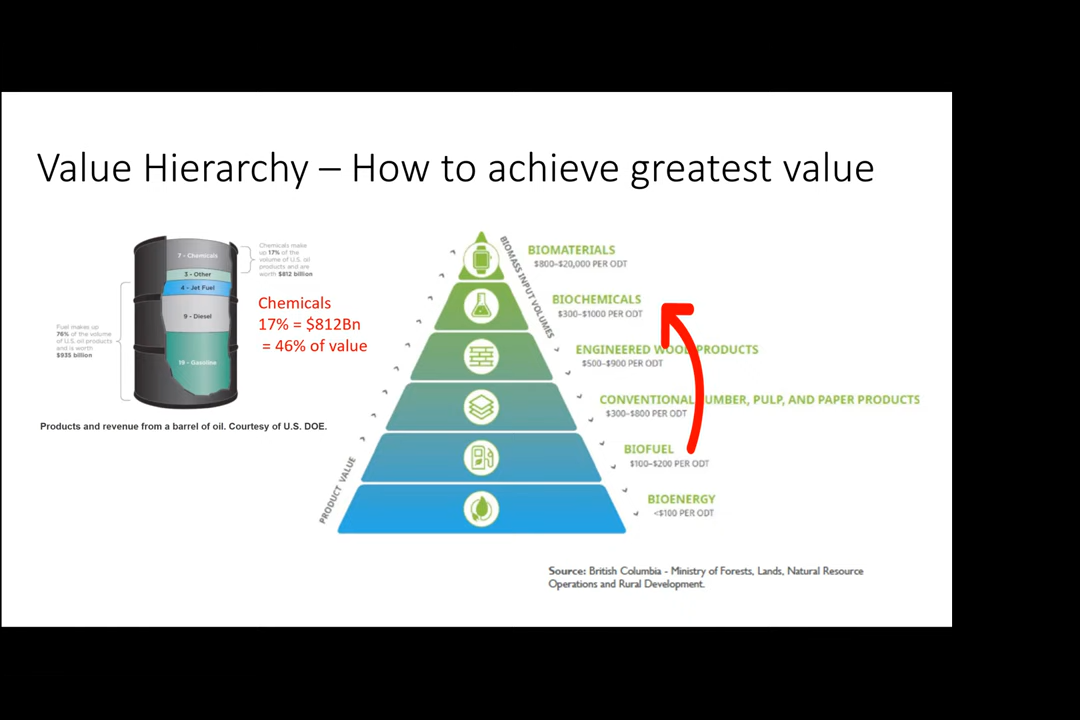 Value Hierarchy – How to achieve greatest value
7 - Chemicals
3 - Other
4 - Jet Fuel
9 - Diesel
19 - Gasoline
Chemicals make
up 17% of the
volume of U.S. oil
products and are
worth $812 billion
Fuel makes up
76% of the volume
of U.S. oil products
and is worth
$935 billion
Chemicals
17% = $812Bn
= 46% of value
Products and revenue from a barrel of oil. Courtesy of U.S. DOE.
PRODUCT VALUE
BIOMASS INPUT VOLUMES
BIOMATERIALS
$800–$20,000 PER ODT
BIOCHEMICALS
$300–$1000 PER ODT
ENGINEERED WOOD PRODUCTS
$500–$900 PER ODT
CONVENTIONAL LUMBER, PULP, AND PAPER PRODUCTS
$300–$800 PER ODT
BIOFUEL
$100–$200 PER ODT
BIOENERGY
<$100 PER ODT
Source: British Columbia - Ministry of Forests, Lands, Natural Resource
Operations and Rural Development.